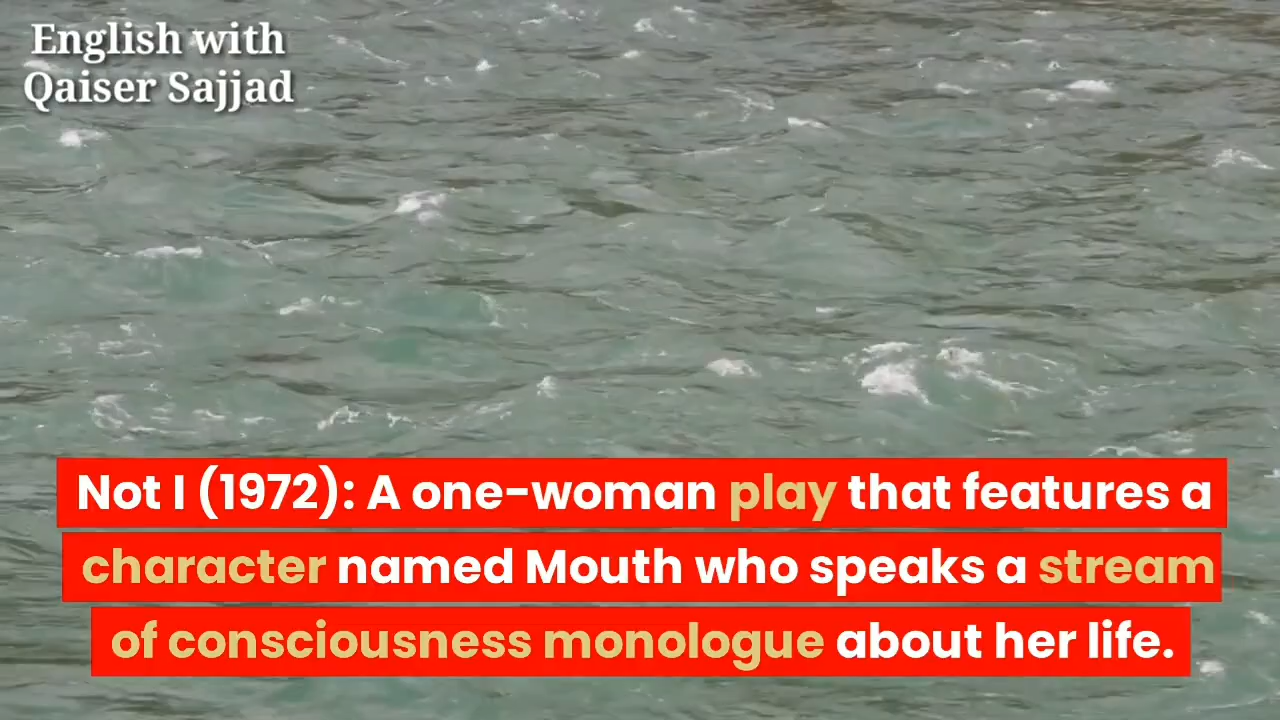 English with
Qaiser Sajjad
Not I (1972): A one-woman play that features a
character named Mouth who speaks a stream
of consciousness monologue about her life.